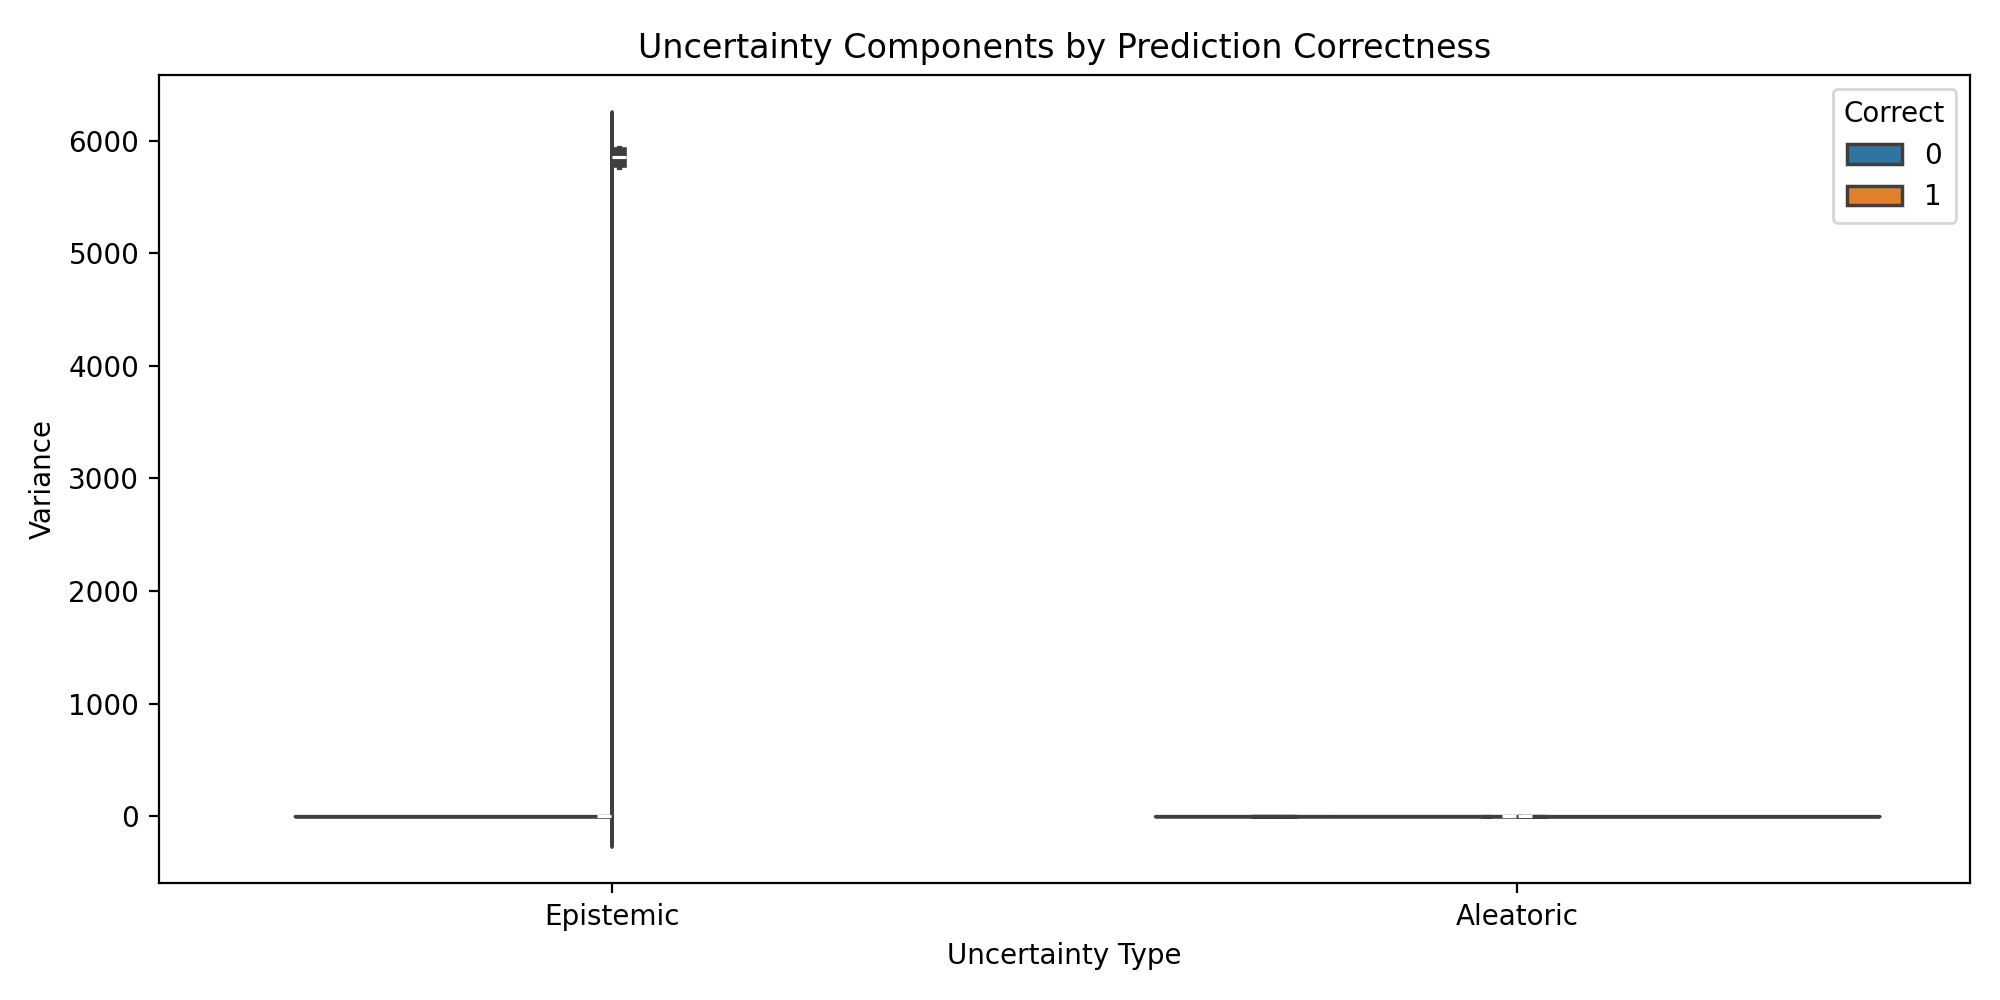 Uncertainty Components by Prediction Correctness
Correct
0
1
6000
5000
4000
3000
2000
1000
0
Variance
Epistemic
Aleatoric
Uncertainty Type